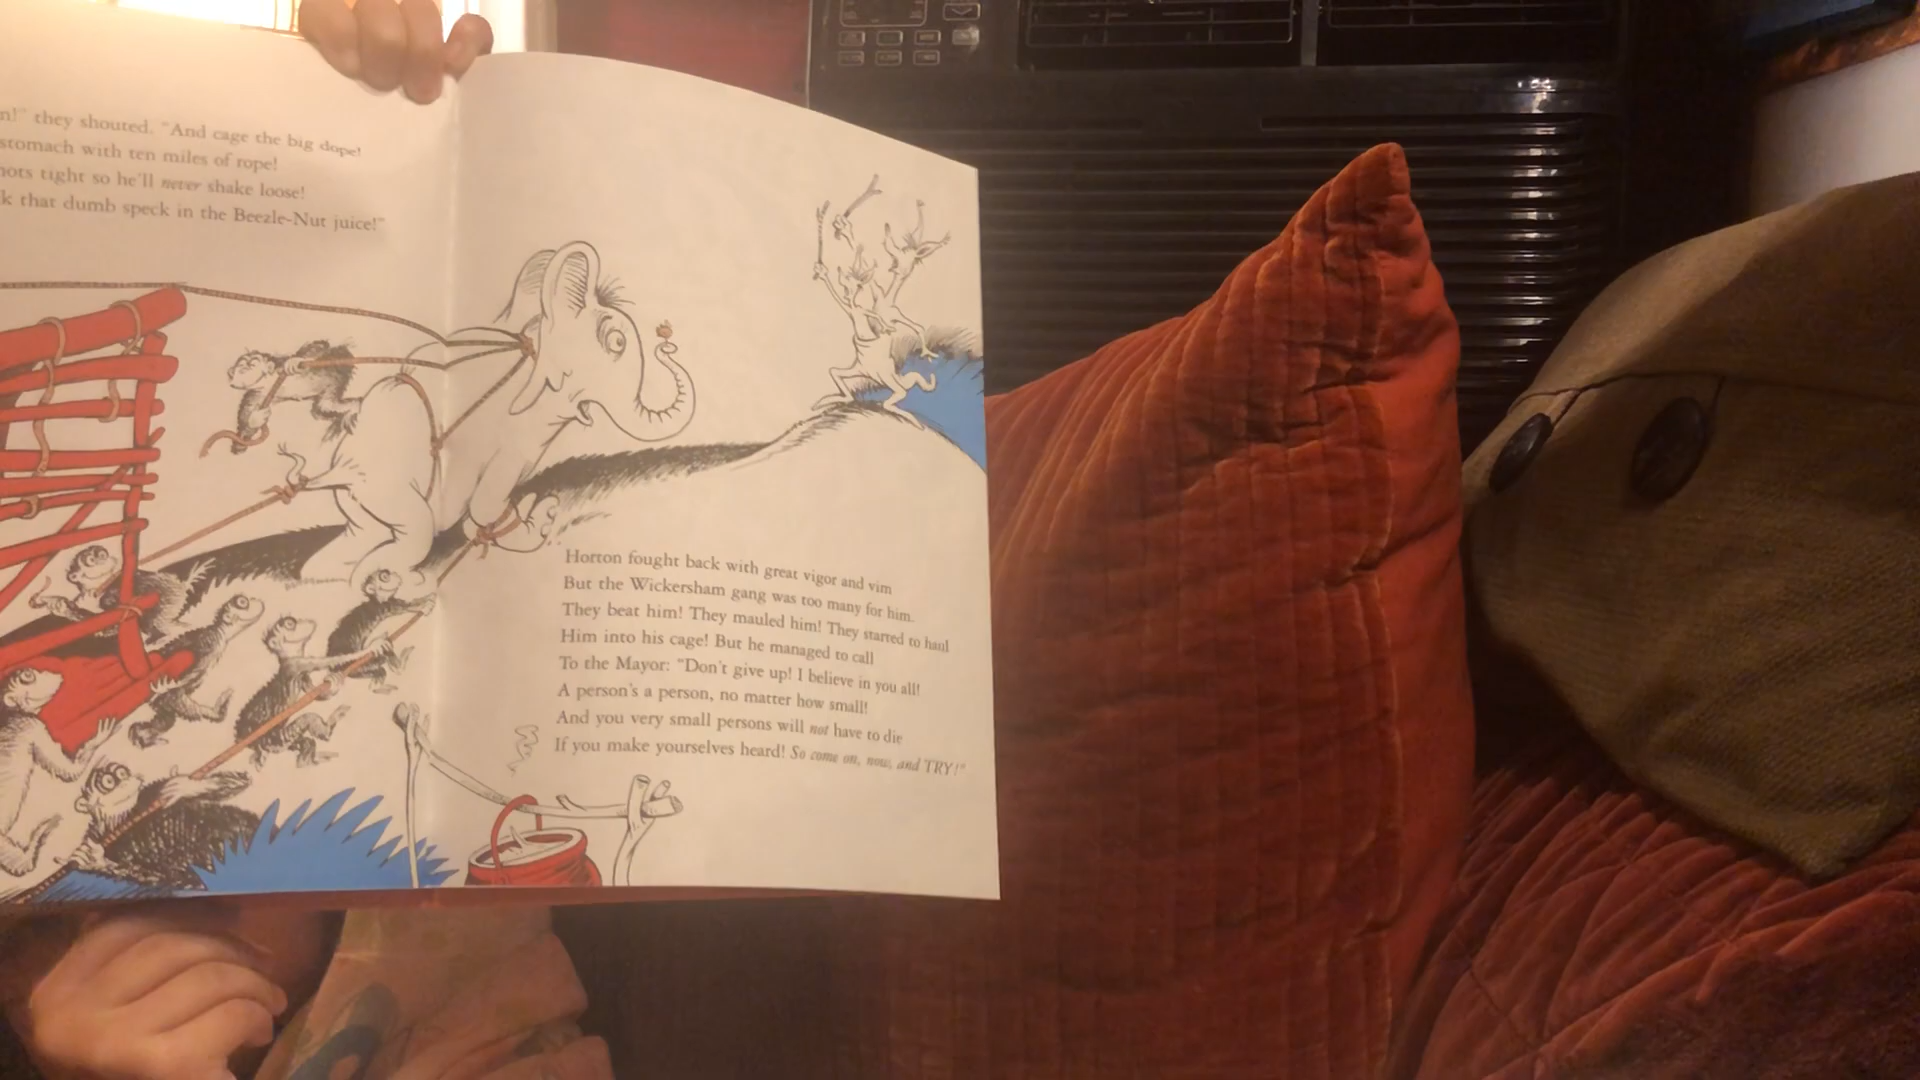 they shouted. "And cage the big dope!
stomach with ten miles of rope!
tight so he'll never shake loose!
that dumb speck in the Beezle-Nut juice!"
Horton fought back with great vigor and vim
But the Wickersham gang was too many for him.
They beat him! They mauled him! They started to haul
Him into his cage! But he managed to call
To the Mayor: "Don't give up! I believe in you all!
A person's a person, no matter how small!
And you very small persons will not have to die
If you make yourselves heard! So come on, now, and TRY!"